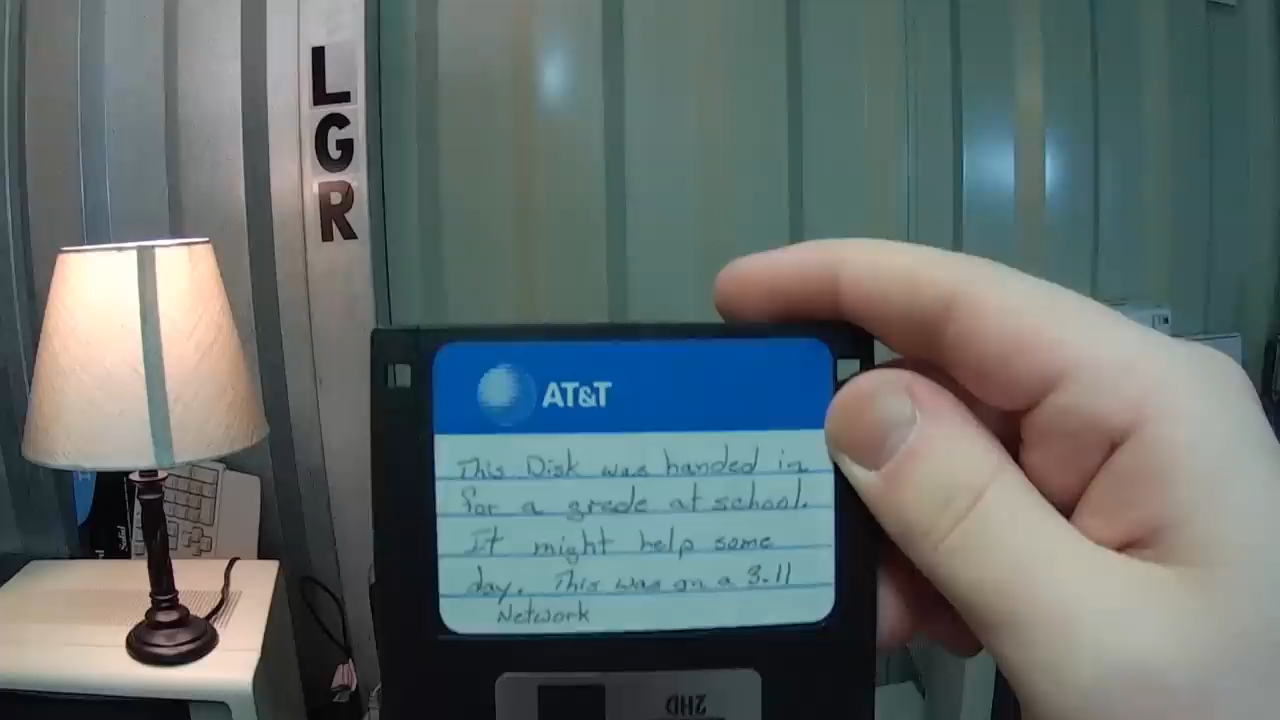 L
G
R
AT&T
This Disk was handed in
for a grade at school.
It might help some
day. This was on a 3.11
Network
2HD